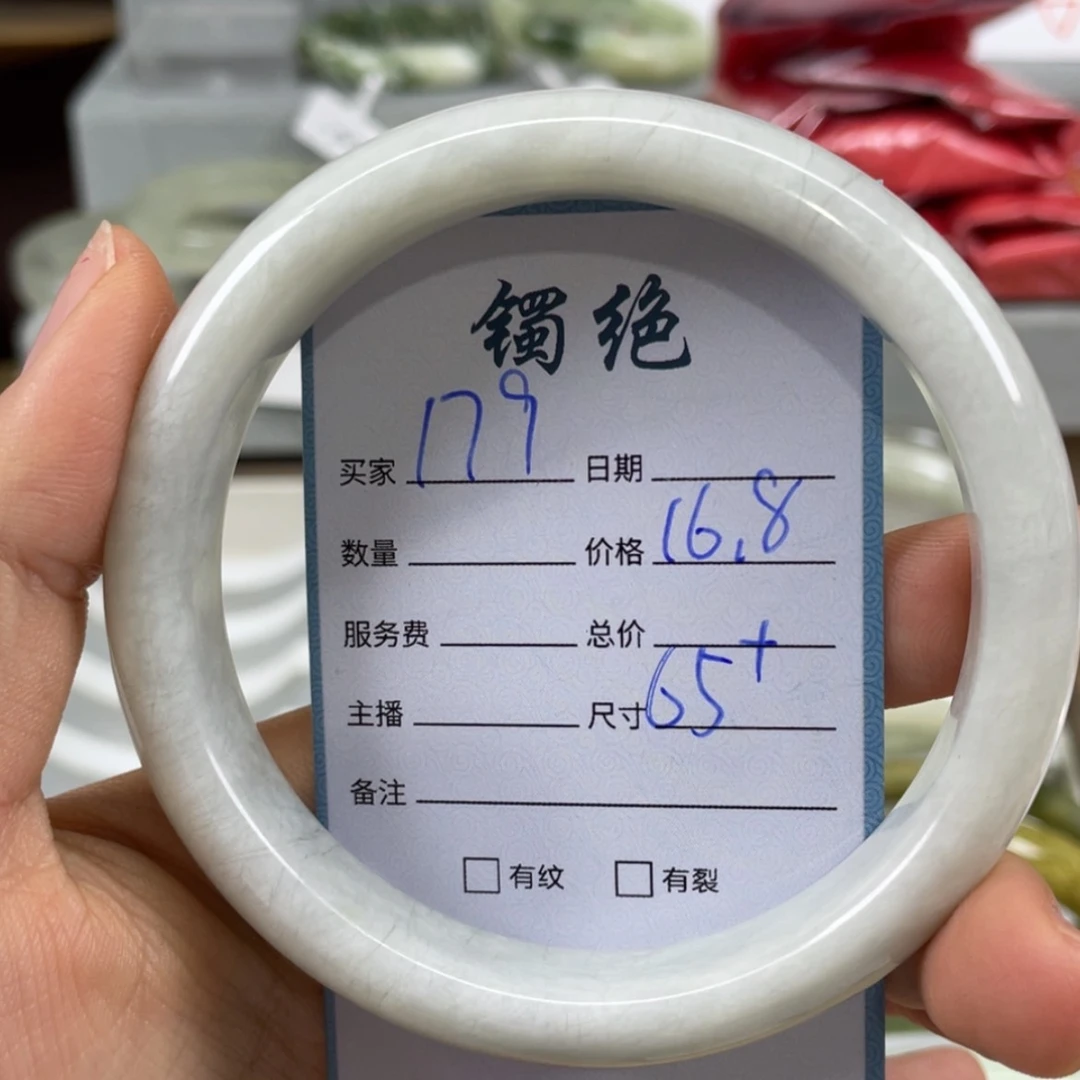 镯绝
买家 179 日期
数量 价格 16.8
服务费 总价
主播 尺寸 65+
备注
□ 有纹 □ 有裂